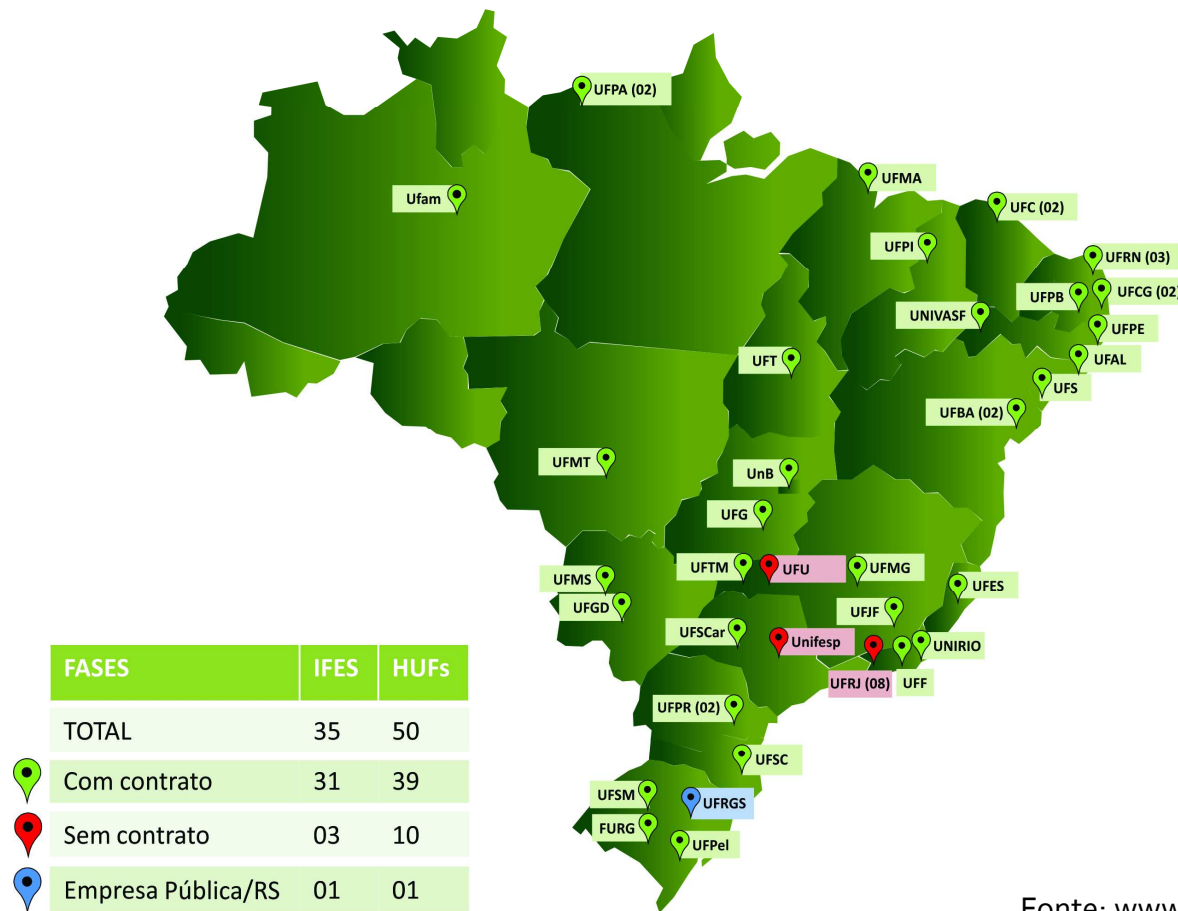 UFPA (02)
UFMA
Ufam
UFC (02)
UFPI
UFRN (03)
UFPB
UFCG (02)
UNIVASF
UFPE
UFT
UFAL
UFS
UFBA (02)
UFMT
UnB
UFG
UFTM
UFU
UFMG
UFMS
UFES
UFGD
UFJF
UFSCar
Unifesp
UNIRIO
UFRJ (08)
UFF
UFPR (02)
UFSC
UFSM
UFRGS
FURG
UFPel
FASES IFES HUFs
TOTAL 35 50
Com contrato 31 39
Sem contrato 03 10
Empresa Pública/RS 01 01
Fonte: www